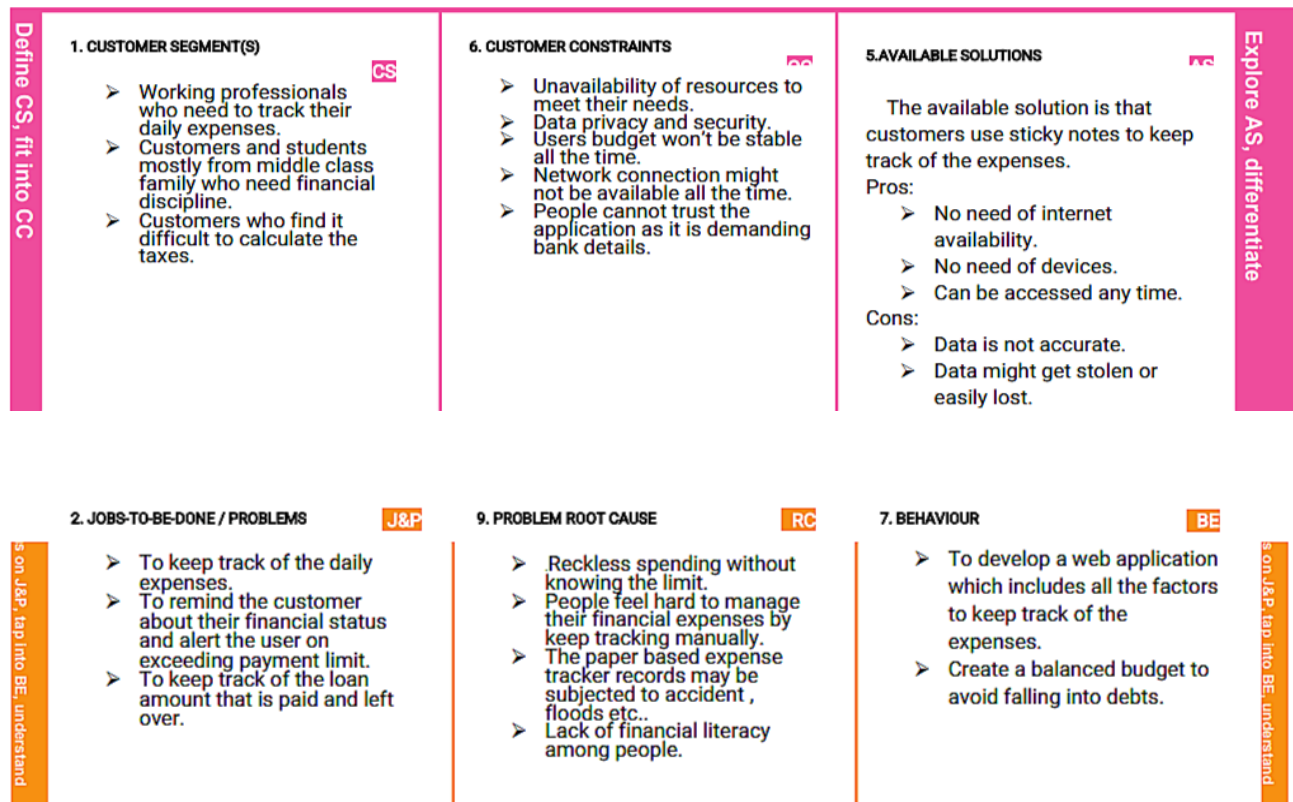 Define CS, fit into CC
1. CUSTOMER SEGMENT(S)
CS
➢ Working professionals
who need to track their
daily expenses.
➢ Customers and students
mostly from middle class
family who need financial
discipline.
➢ Customers who find it
difficult to calculate the
taxes.
6. CUSTOMER CONSTRAINTS
➢ Unavailability of resources to
meet their needs.
➢ Data privacy and security.
➢ Users budget won't be stable
all the time.
➢ Network connection might
not be available all the time.
➢ People cannot trust the
application as it is demanding
bank details.
5.AVAILABLE SOLUTIONS
AS
The available solution is that
customers use sticky notes to keep
track of the expenses.
Pros:
➢ No need of internet
availability.
➢ No need of devices.
➢ Can be accessed any time.
Cons:
➢ Data is not accurate.
➢ Data might get stolen or
easily lost.
Explore AS, differentiate
s on J&P, tap into BE, understand
2. JOBS-TO-BE-DONE / PROBLEMS
J&P
➢ To keep track of the daily
expenses.
➢ To remind the customer
about their financial status
and alert the user on
exceeding payment limit.
➢ To keep track of the loan
amount that is paid and left
over.
9. PROBLEM ROOT CAUSE
RC
➢ .Reckless spending without
knowing the limit.
➢ People feel hard to manage
their financial expenses by
keep tracking manually.
➢ The paper based expense
tracker records may be
subjected to accident ,
floods etc..
➢ Lack of financial literacy
among people.
7. BEHAVIOUR
BE
➢ To develop a web application
which includes all the factors
to keep track of the
expenses.
➢ Create a balanced budget to
avoid falling into debts.
s on J&P, tap into BE, understand